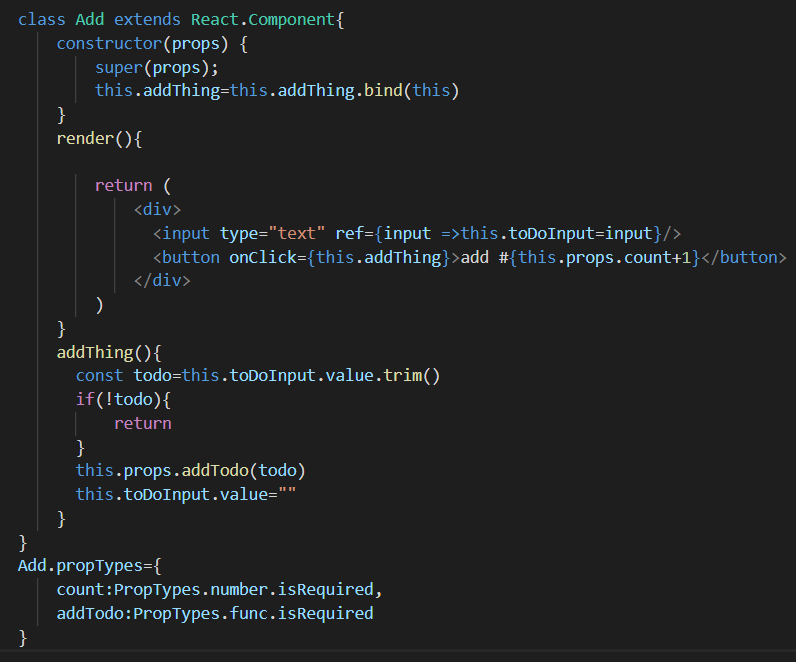 class Add extends React.Component{
    constructor(props) {
        super(props);
        this.addThing=this.addThing.bind(this)
    }
    render(){

        return (
            <div>
              <input type="text" ref={input =>this.toDoInput=input}/>
              <button onClick={this.addThing}>add #{this.props.count+1}</button>
            </div>
        )
    }
    addThing(){
      const todo=this.toDoInput.value.trim()
      if(!todo){
          return
      }
      this.props.addTodo(todo)
      this.toDoInput.value=""
    }
}
Add.propTypes={
    count:PropTypes.number.isRequired,
    addTodo:PropTypes.func.isRequired
}